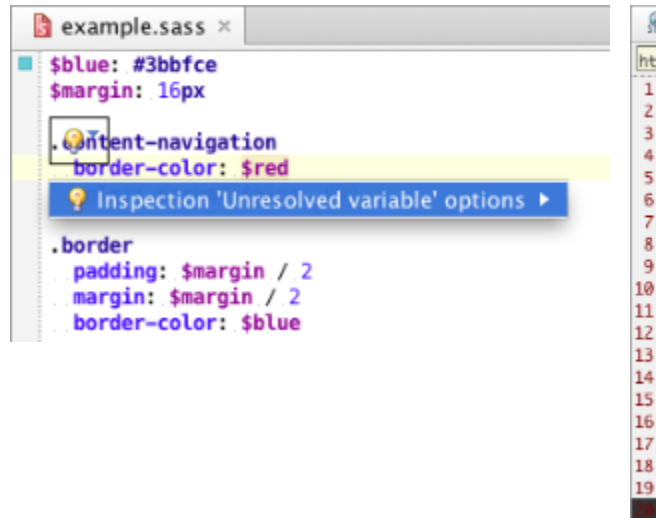 example.sass ×
$blue: #3bbfce
$margin: 16px
.content-navigation
border-color: $red
Inspection 'Unresolved variable' options
.border
padding: $margin / 2
margin: $margin / 2
border-color: $blue
ht
1
2
3
4
5
6
7
8
9
10
11
12
13
14
15
16
17
18
19
20